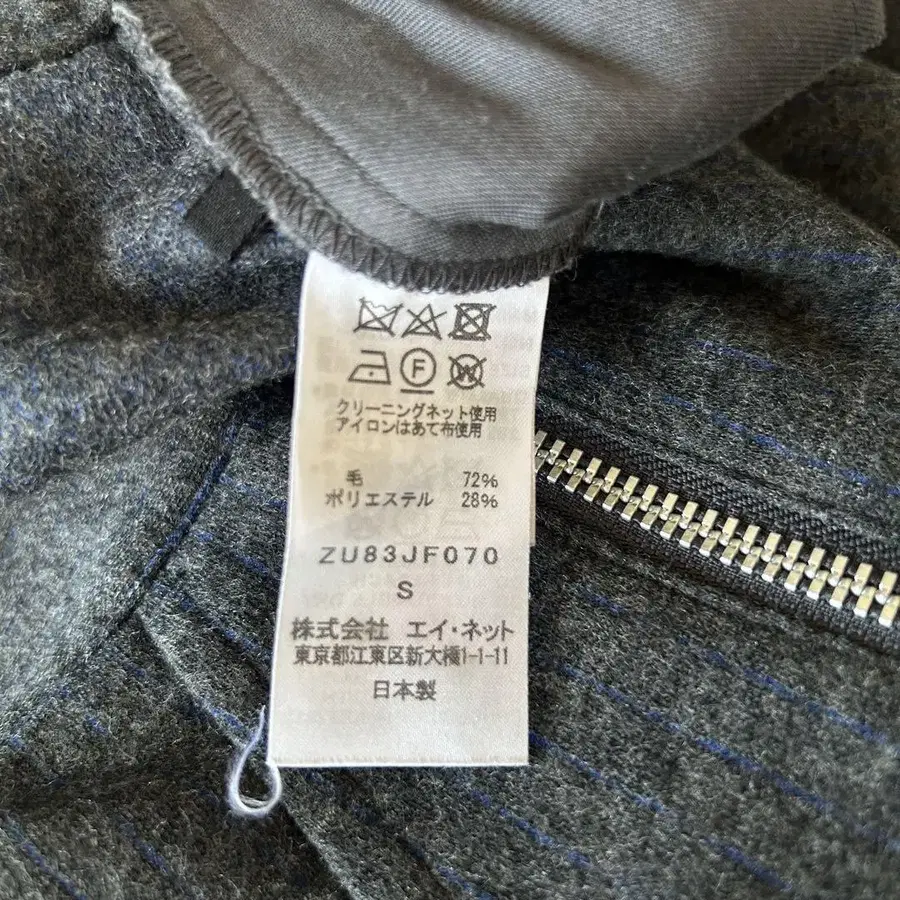 F W
クリーニングネット使用
アイロンはあて布使用
毛 72%
ポリエステル 28%
ZU83JF070
S
株式会社 エイ・ネット
東京都江東区新大橋1-1-11
日本製